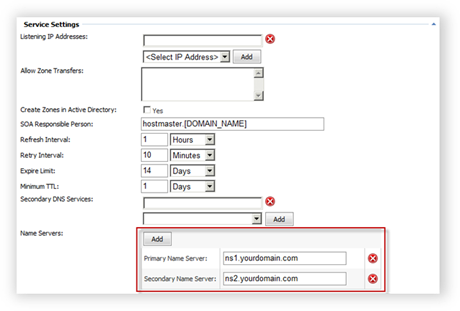 Service Settings
Listening IP Addresses:
<Select IP Address> Add
Allow Zone Transfers:
Create Zones in Active Directory: Yes
SOA Responsible Person: hostmaster.[DOMAIN_NAME]
Refresh Interval: 1 Hours
Retry Interval: 10 Minutes
Expire Limit: 14 Days
Minimum TTL: 1 Days
Secondary DNS Services:
Add
Name Servers:
Add
Primary Name Server: ns1.yourdomain.com
Secondary Name Server: ns2.yourdomain.com